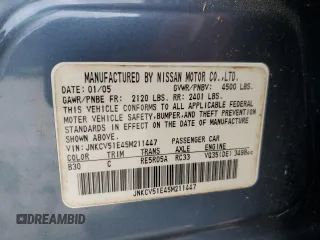 MANUFACTURED BY NISSAN MOTOR CO.,LTD.
DATE: 01/05 GVWR/PNBV: 4500 LBS.
GAWR/PNBE FR: 2120 LBS. RR: 2401 LBS.
THIS VEHICLE CONFORMS TO ALL APPLICABLE FEDERAL
MOTOR VEHICLE SAFETY,BUMPER,AND THEFT PREVENTION
STANDARDS IN EFFECT ON THE DATE OF MANUFACTURE
SHOWN ABOVE.
V.I.N: JNKCV51E45M211447 PASSENGER CAR
COLOR TRIM TRANS AXLE ENGINE
B30 C RE5R05A RC33 VQ35(DE) 3498cc
JNKCV51E45M211447